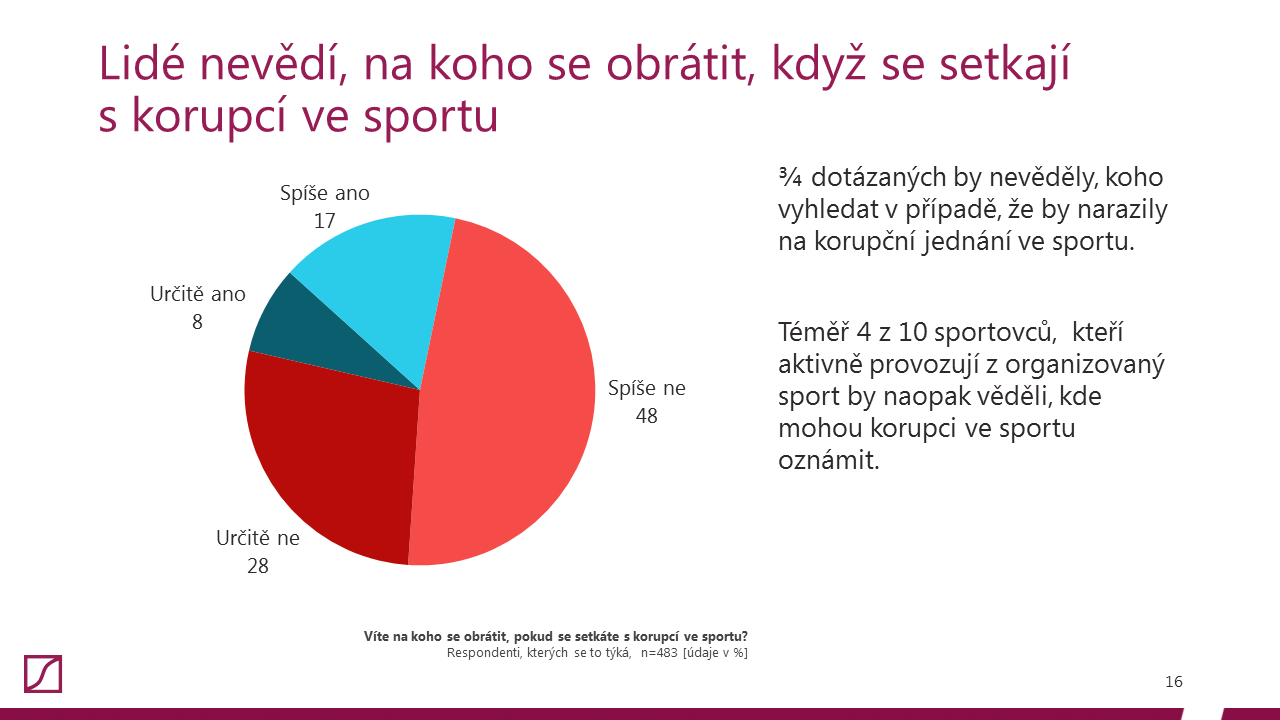 Lidé nevědí, na koho se obrátit, když se setkají
s korupcí ve sportu
Spíše ano
17
Určitě ano
8
Spíše ne
48
Určitě ne
28
¾ dotázaných by nevěděly, koho
vyhledat v případě, že by narazily
na korupční jednání ve sportu.
Téměř 4 z 10 sportovců, kteří
aktivně provozují z organizovaný
sport by naopak věděli, kde
mohou korupci ve sportu
oznámit.
Víte na koho se obrátit, pokud se setkáte s korupcí ve sportu?
Respondenti, kterých se to týká, n=483 [údaje v %]
16